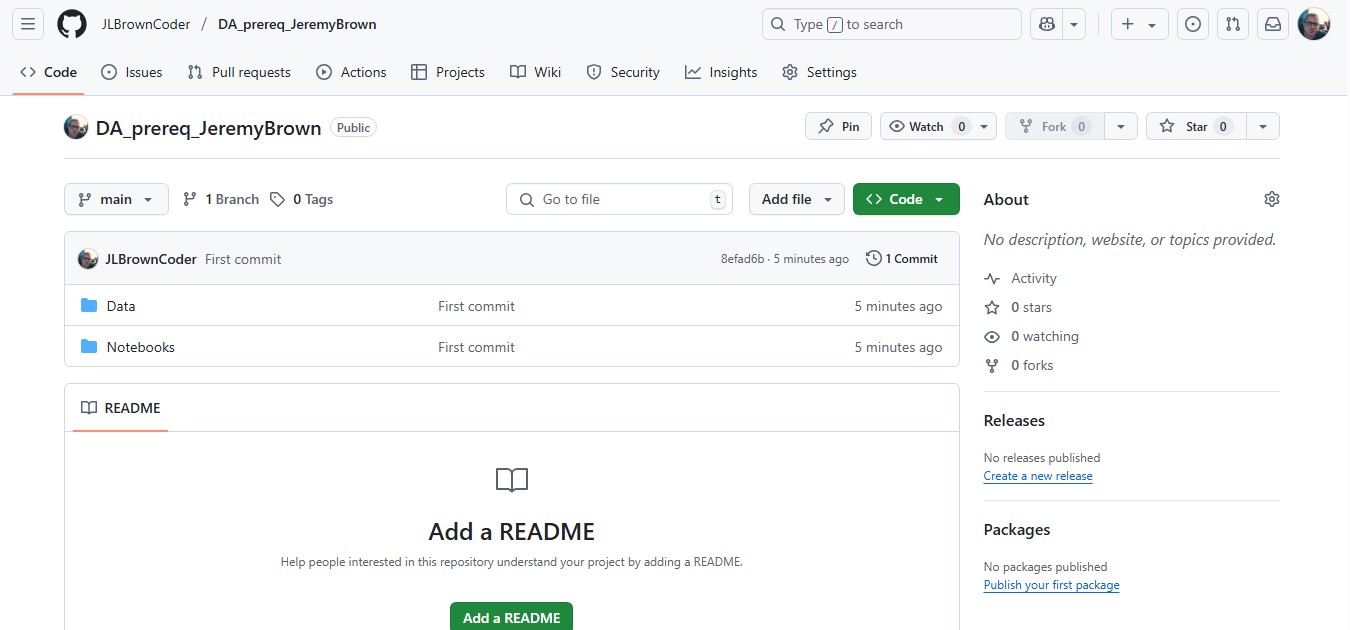 JLBrownCoder / DA_prereq_JeremyBrown
Type / to search
Code Issues Pull requests Actions Projects Wiki Security Insights Settings
DA_prereq_JeremyBrown Public
Pin Watch 0 Fork 0 Star 0
main 1 Branch 0 Tags Go to file t Add file Code
JLBrownCoder First commit 8efad6b · 5 minutes ago 1 Commit
Data First commit 5 minutes ago
Notebooks First commit 5 minutes ago
README
Add a README
Help people interested in this repository understand your project by adding a README.
Add a README
About
No description, website, or topics provided.
Activity
0 stars
0 watching
0 forks
Releases
No releases published
Create a new release
Packages
No packages published
Publish your first package